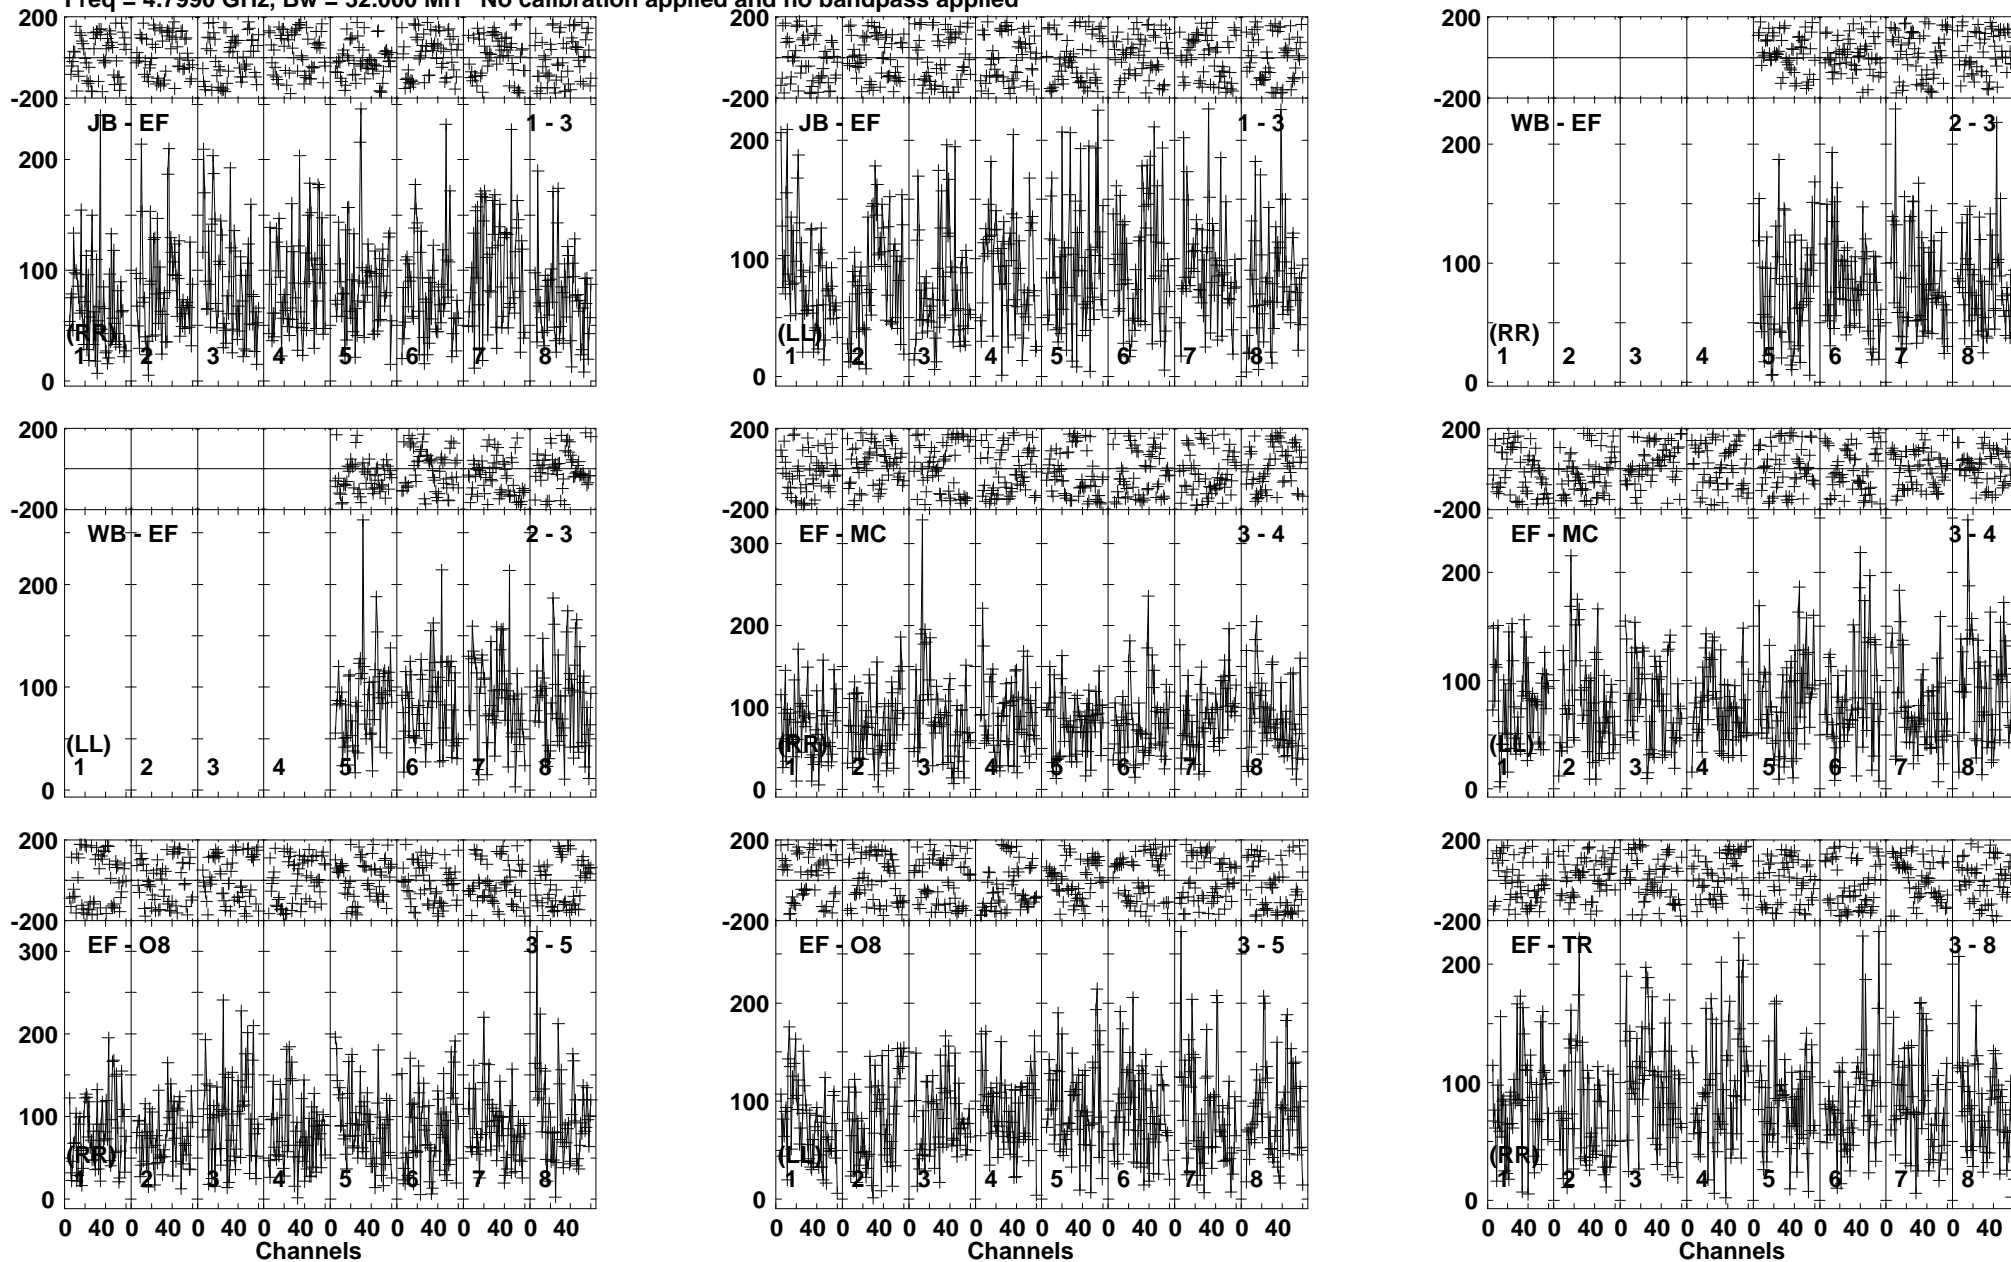 Freq = 4.7990 GHz, Bw = 32.000 MH No calibration applied and no bandpass applied
200 200 200
-200 -200 -200
JB - EF 1 - 3 JB - EF 1 - 3 WB - EF 2 - 3
200 200 200
100 100 100
(RR) (LL) (RR)
1 2 3 4 5 6 7 8 1 2 3 4 5 6 7 8 1 2 3 4 5 6 7 8
0 0 0
200 200 200
-200 -200 -200
WB - EF 2 - 3 EF - MC 3 - 4 EF - MC 3 - 4
300
200 200 200
100 100 100
(LL) (RR) (LL)
1 2 3 4 5 6 7 8 1 2 3 4 5 6 7 8 1 2 3 4 5 6 7 8
0 0 0
200 200 200
-200 -200 -200
EF - O8 3 - 5 EF - O8 3 - 5 EF - TR 3 - 8
300
200 200 200
100 100 100
(RR) (LL) (RR)
1 2 3 4 5 6 7 8 1 2 3 4 5 6 7 8 1 2 3 4 5 6 7 8
0 0 0
0 40 0 40 0 40 0 40 0 40 0 40 0 40 0 40 0 40 0 40 0 40 0 40 0 40 0 40 0 40 0 40 0 40 0 40 0 40 0 40 0 40 0 40 0 40 0 40
Channels Channels Channels